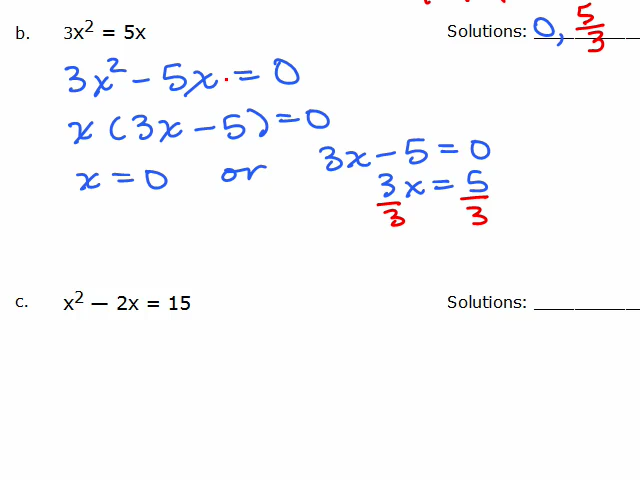 b. 3x² = 5x Solutions: 0, 5/3
3x² - 5x = 0
x (3x - 5) = 0
3x - 5 = 0
x = 0 or 3x = 5
3 3
c. x² – 2x = 15 Solutions: ___________